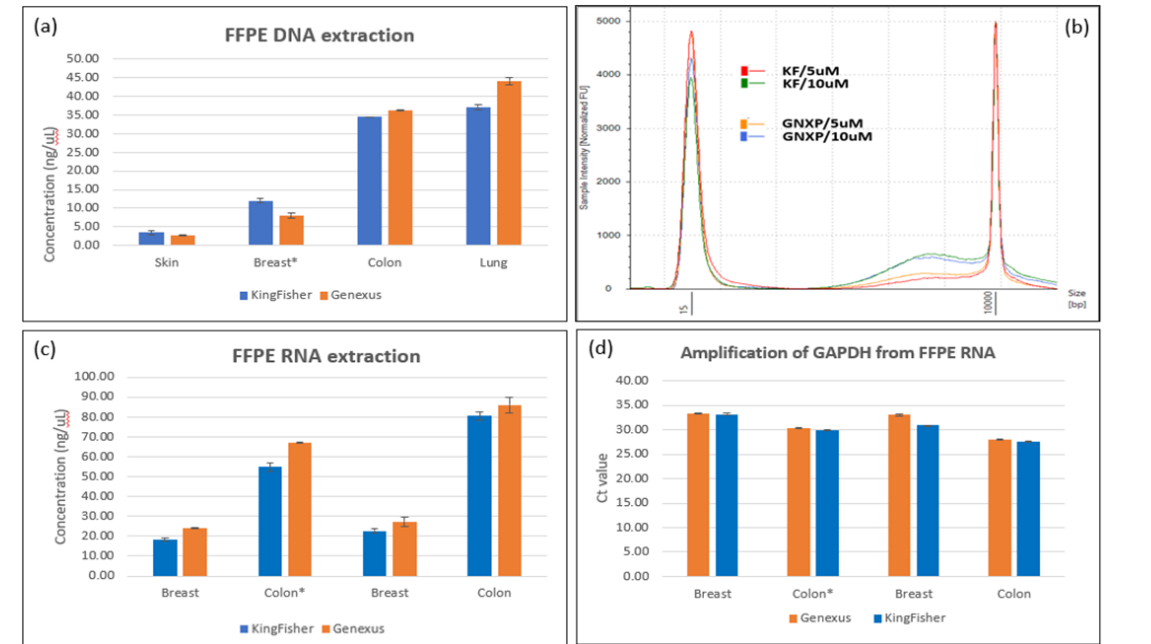 (a)
FFPE DNA extraction
50.00
45.00
40.00
35.00
30.00
25.00
20.00
15.00
10.00
5.00
0.00
Concentration (ng/uL)
Skin
Breast*
Colon
Lung
KingFisher
Genexus
(b)
5000
4000
3000
2000
1000
0
Sample Intensity [Normalized FU]
KF/5uM
KF/10uM
GNXP/5uM
GNXP/10uM
15
10000
Size
[bp]
(c)
FFPE RNA extraction
100.00
90.00
80.00
70.00
60.00
50.00
40.00
30.00
20.00
10.00
0.00
Concentration (ng/uL)
Breast
Colon*
Breast
Colon
KingFisher
Genexus
(d)
Amplification of GAPDH from FFPE RNA
40.00
35.00
30.00
25.00
20.00
15.00
10.00
5.00
0.00
Ct value
Breast
Colon*
Breast
Colon
Genexus
KingFisher